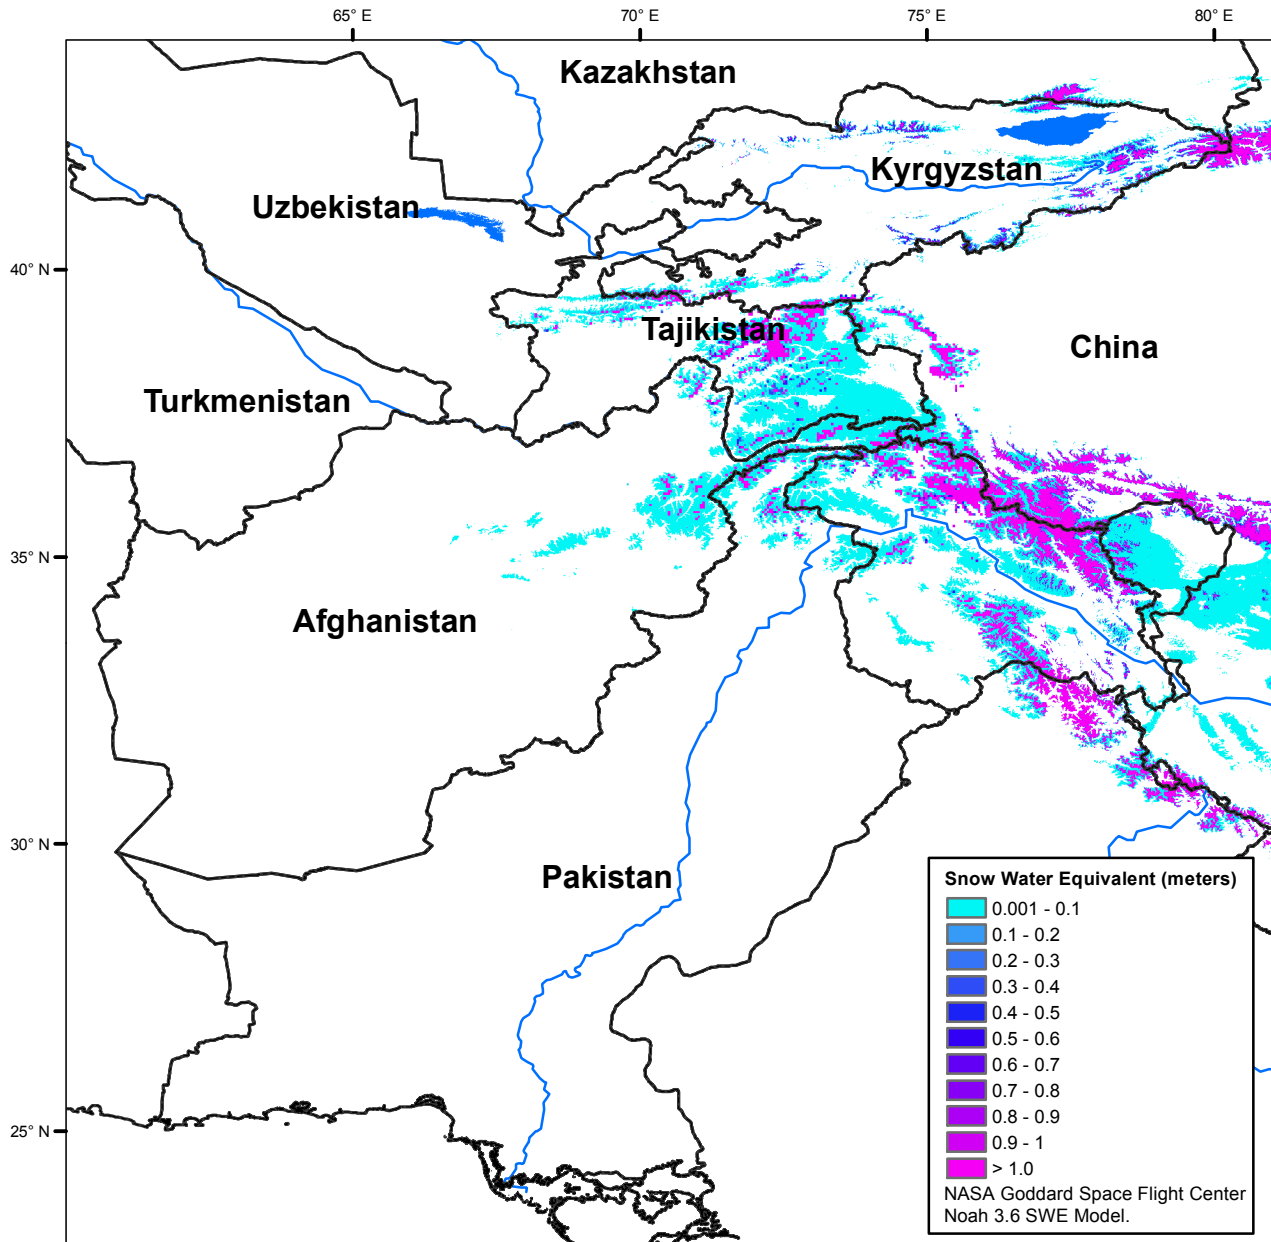 65° E
70° E
75° E
80° E
Kazakhstan
Kyrgyzstan
Uzbekistan
40° N
Tajikistan
China
Turkmenistan
35° N
Afghanistan
30° N
Pakistan
25° N
Snow Water Equivalent (meters)
0.001 - 0.1
0.1 - 0.2
0.2 - 0.3
0.3 - 0.4
0.4 - 0.5
0.5 - 0.6
0.6 - 0.7
0.7 - 0.8
0.8 - 0.9
0.9 - 1
> 1.0
NASA Goddard Space Flight Center
Noah 3.6 SWE Model.